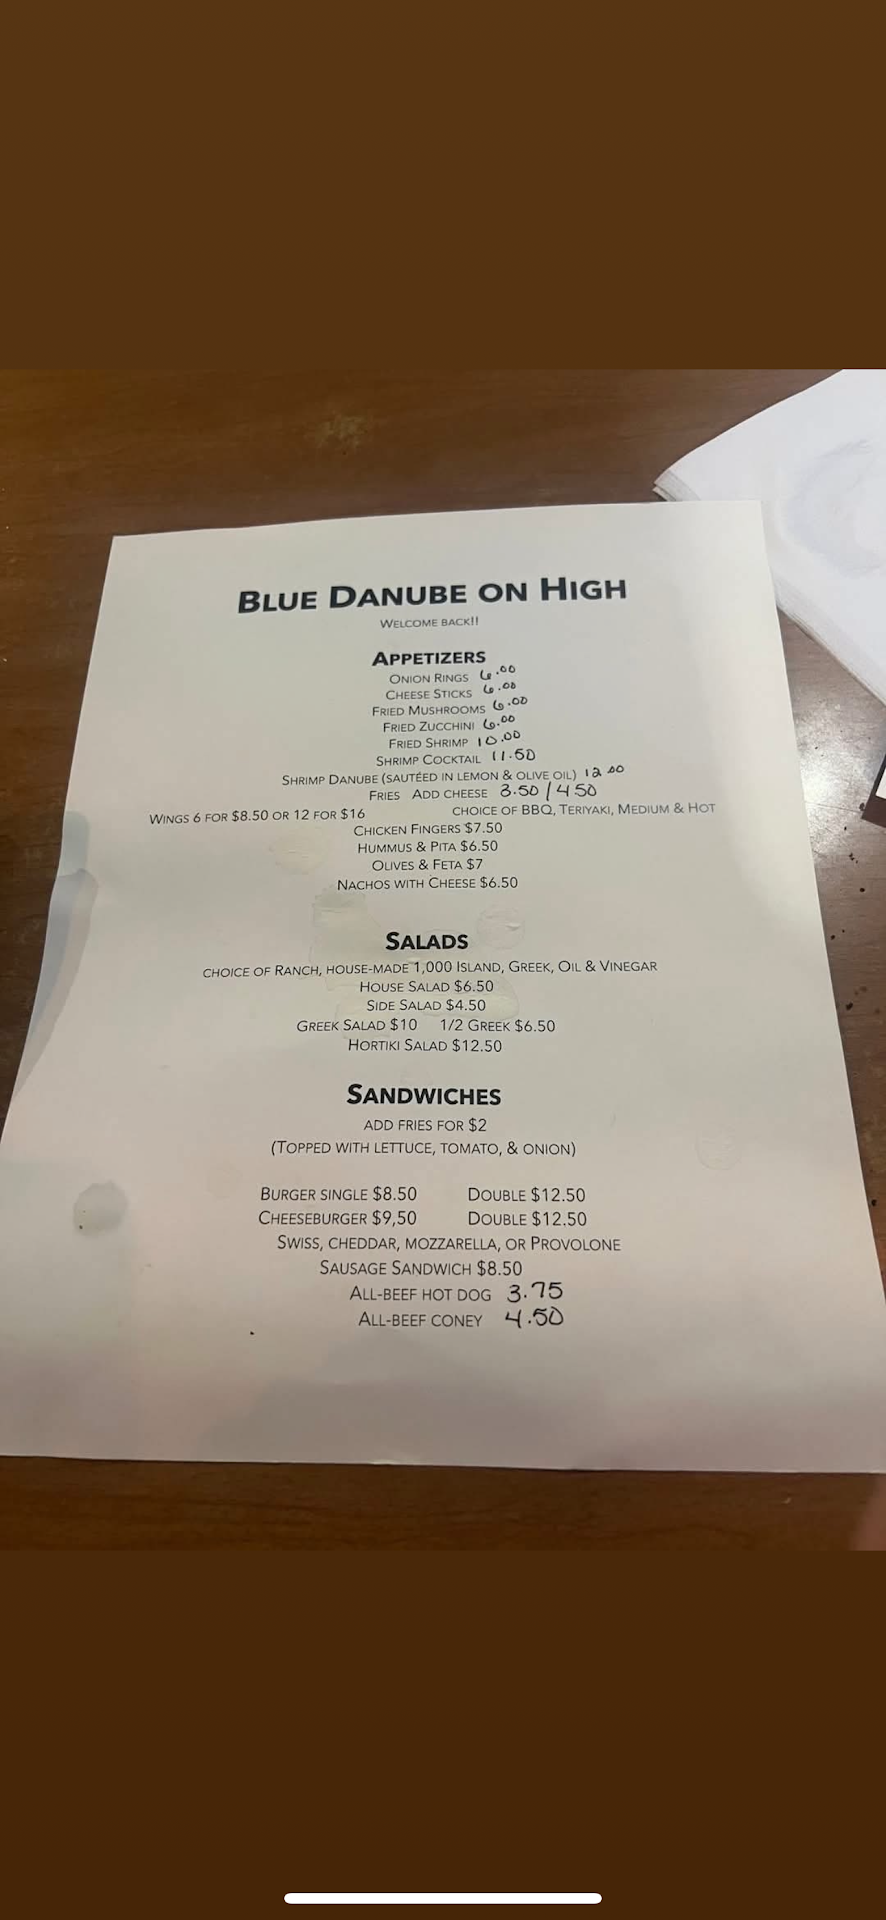 BLUE DANUBE ON HIGH
WELCOME BACK!!
APPETIZERS
ONION RINGS 6.00
CHEESE STICKS 6.00
FRIED MUSHROOMS 6.00
FRIED ZUCCHINI 6.00
FRIED SHRIMP 10.00
SHRIMP COCKTAIL 11.50
SHRIMP DANUBE (SAUTÉED IN LEMON & OLIVE OIL) 12.00
FRIES ADD CHEESE 3.50/4.50
WINGS 6 FOR $8.50 OR 12 FOR $16 CHOICE OF BBQ, TERIYAKI, MEDIUM & HOT
CHICKEN FINGERS $7.50
HUMMUS & PITA $6.50
OLIVES & FETA $7
NACHOS WITH CHEESE $6.50
SALADS
CHOICE OF RANCH, HOUSE-MADE 1,000 ISLAND, GREEK, OIL & VINEGAR
HOUSE SALAD $6.50
SIDE SALAD $4.50
GREEK SALAD $10 1/2 GREEK $6.50
HORTIKI SALAD $12.50
SANDWICHES
ADD FRIES FOR $2
(TOPPED WITH LETTUCE, TOMATO, & ONION)
BURGER SINGLE $8.50 DOUBLE $12.50
CHEESEBURGER $9,50 DOUBLE $12.50
SWISS, CHEDDAR, MOZZARELLA, OR PROVOLONE
SAUSAGE SANDWICH $8.50
ALL-BEEF HOT DOG 3.75
ALL-BEEF CONEY 4.50